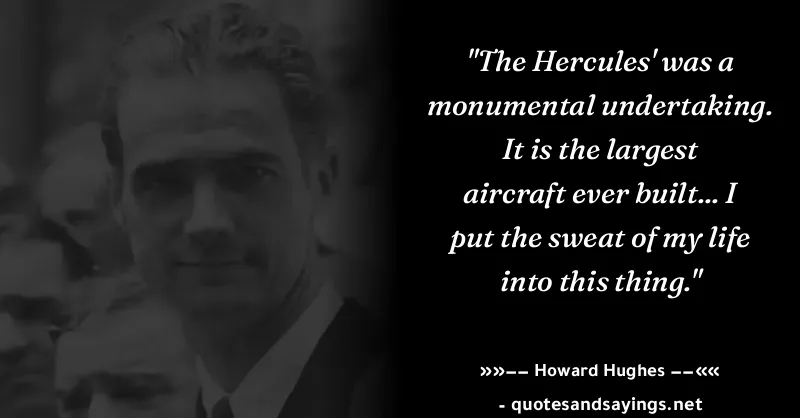 "The Hercules' was a
monumental undertaking.
It is the largest
aircraft ever built... I
put the sweat of my life
into this thing."
»»−− Howard Hughes −−««
- quotesandsayings.net